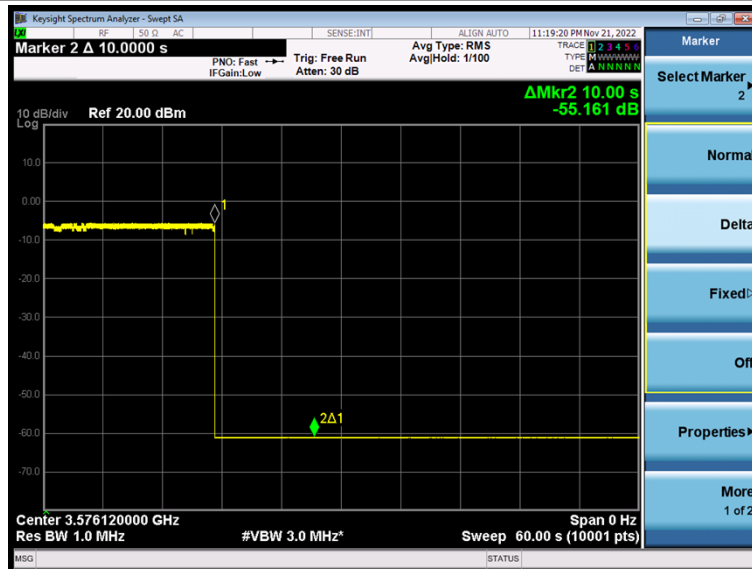 Keysight Spectrum Analyzer - Swept SA
LXI RF 50 Ω AC SENSE:INT ALIGN AUTO 11:19:20 PM Nov 21, 2022
Marker 2 Δ 10.0000 s
PNO: Fast
IFGain:Low
Trig: Free Run
Atten: 30 dB
Avg Type: RMS
Avg|Hold: 1/100
TRACE 1 2 3 4 5 6
TYPE MWWWWW
DET A N N N N N
ΔMkr2 10.00 s
-55.161 dB
10 dB/div Ref 20.00 dBm
Log
10.0
0.00
-10.0
-20.0
-30.0
-40.0
-50.0
-60.0
-70.0
1
2Δ1
Center 3.576120000 GHz Span 0 Hz
Res BW 1.0 MHz #VBW 3.0 MHz* Sweep 60.00 s (10001 pts)
MSG STATUS
Marker
Select Marker
2
Normal
Delta
Fixed
Off
Properties
More
1 of 2